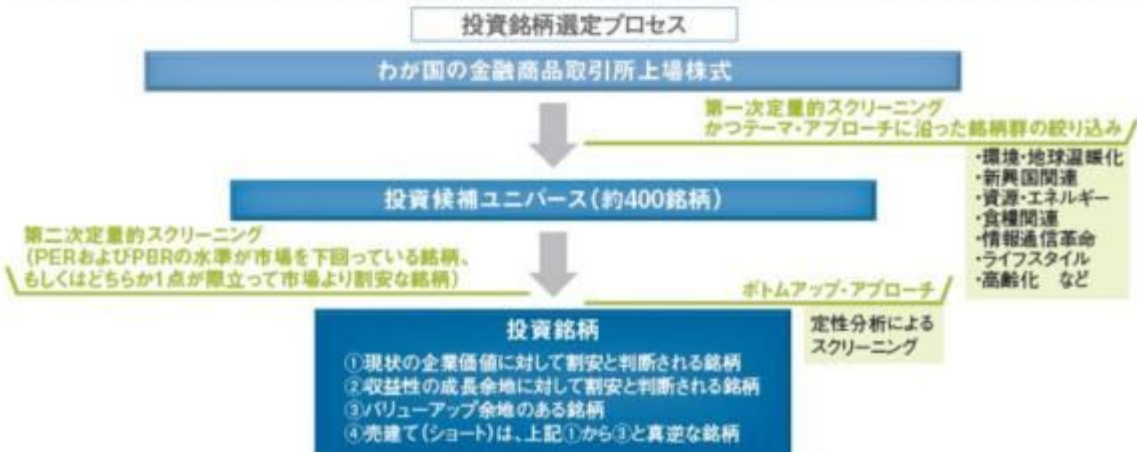 投資銘柄選定プロセス
わが国の金融商品取引所上場株式
第一次定量的スクリーニング
かつテーマ・アプローチに沿った銘柄群の絞り込み
・環境・地球温暖化
・新興国関連
・資源・エネルギー
・食糧関連
・情報通信革命
・ライフスタイル
・高齢化　など
投資候補ユニバース(約400銘柄)
第二次定量的スクリーニング
(PERおよびPBRの水準が市場を下回っている銘柄、
もしくはどちらか1点が際立って市場より割安な銘柄)
ボトムアップ・アプローチ
定性分析による
スクリーニング
投資銘柄
①現状の企業価値に対して割安と判断される銘柄
②収益性の成長余地に対して割安と判断される銘柄
③バリューアップ余地のある銘柄
④売建て(ショート)は、上記①から③と真逆な銘柄